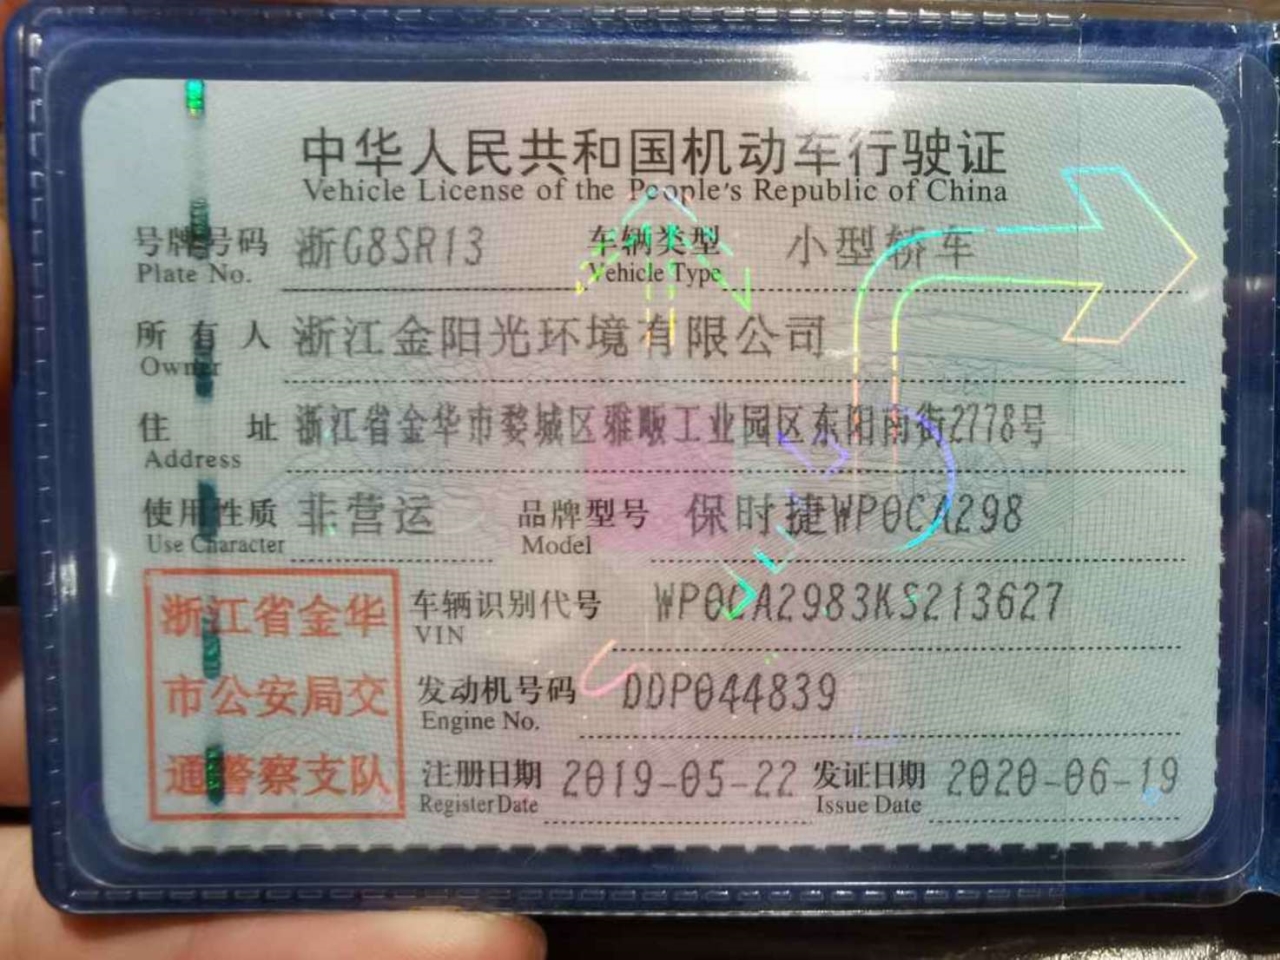 中华人民共和国机动车行驶证
Vehicle License of the People's Republic of China
号牌号码 浙G8SR13 车辆类型 小型轿车
Plate No. Vehicle Type
所有人 浙江金阳光环境有限公司
Owner
住址 浙江省金华市婺城区雅畈工业园区东阳南街2778号
Address
使用性质 非营运 品牌型号 保时捷WP0CA298
Use Character Model
浙江省金华
市公安局交
通警察支队
车辆识别代号 WP0CA2983KS213627
VIN
发动机号码 DDP044839
Engine No.
注册日期 2019-05-22 发证日期 2020-06-19
Register Date Issue Date